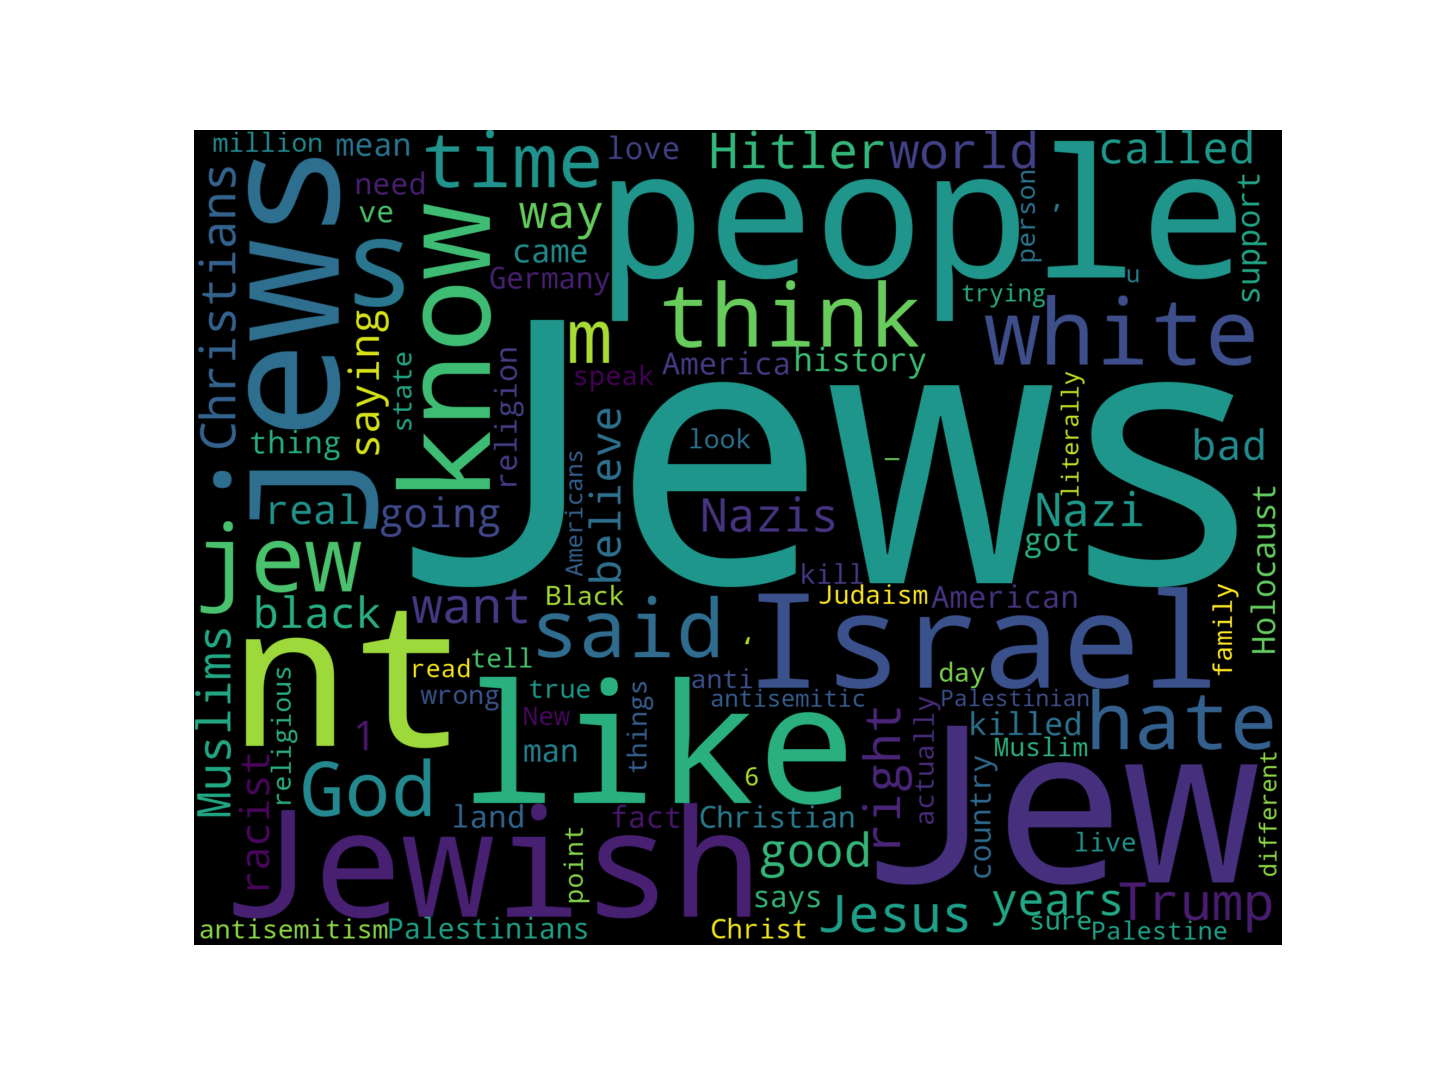 million
mean
time
love
Hitler
world
called
Christians
jews
need
ve
us
know
way
came
Germany
people
person
,
u
support
trying
saying
state
religion
m
think
speak
America
history
white
thing
Jews
look
literally
bad
real
going
Americans
believe
Nazis
–
Nazi
got
Holocaust
jew
black
want
Black
said
kill
Judaism
American
family
Muslims
nt
read
tell
wrong
‘
Israel
religious
1
like
true
New
man
things
anti
antisemitic
day
Palestinian
killed
Muslim
hate
6
God
racist
land
fact
Christian
right
actually
country
Jew
live
different
Jewish
point
good
says
Jesus
years
Trump
sure
antisemitism
Palestinians
Christ
Palestine